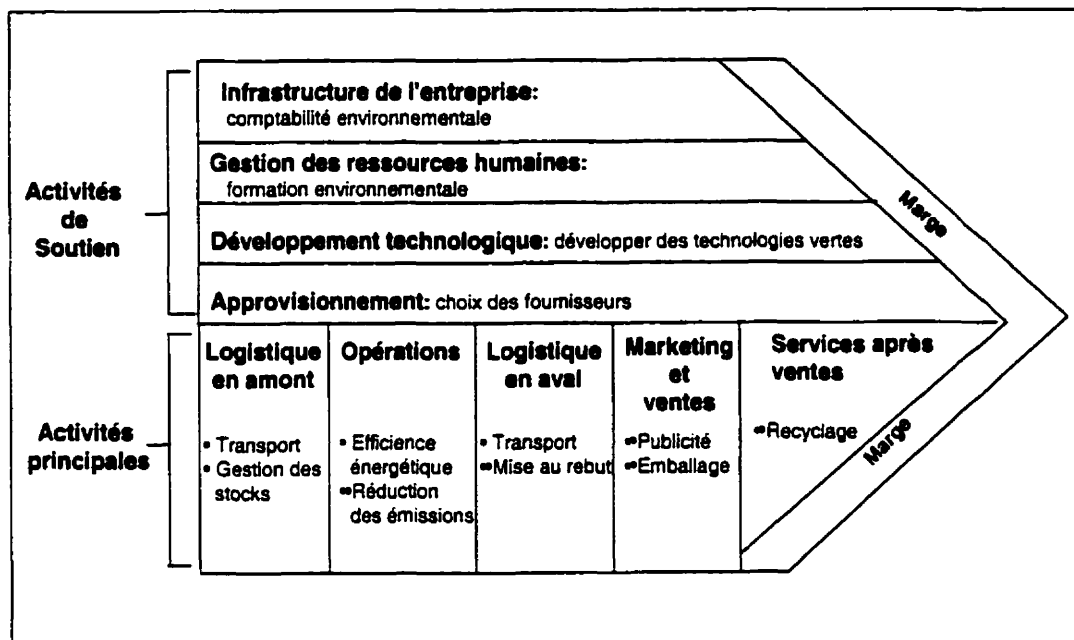 Infrastructure de l'entreprise:
comptabilité environnementale
Gestion des ressources humaines:
formation environnementale
Activités
de
Soutien
Développement technologique: développer des technologies vertes
Approvisionnement: choix des fournisseurs
Marge
Activités
principales
Logistique
en amont
• Transport
• Gestion des
stocks
Opérations
• Efficience
énergétique
•Réduction
des émissions
Logistique
en aval
• Transport
•Mise au rebut
Marketing
et
ventes
•Publicité
•Emballage
Services après
ventes
•Recyclage
Marge